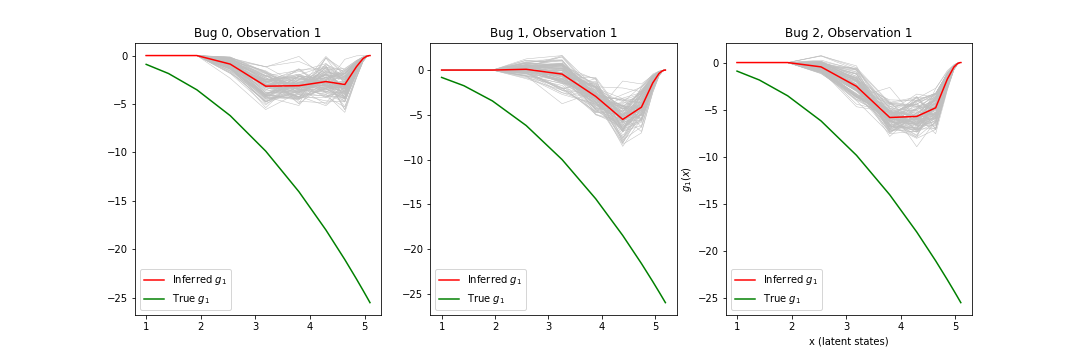 Bug 0, Observation 1
0
−5
−10
−15
−20
−25
1 2 3 4 5
Inferred g₁
True g₁
Bug 1, Observation 1
0
−5
−10
−15
−20
−25
1 2 3 4 5
Inferred g₁
True g₁
Bug 2, Observation 1
g₁(x)
0
−5
−10
−15
−20
−25
1 2 3 4 5
x (latent states)
Inferred g₁
True g₁